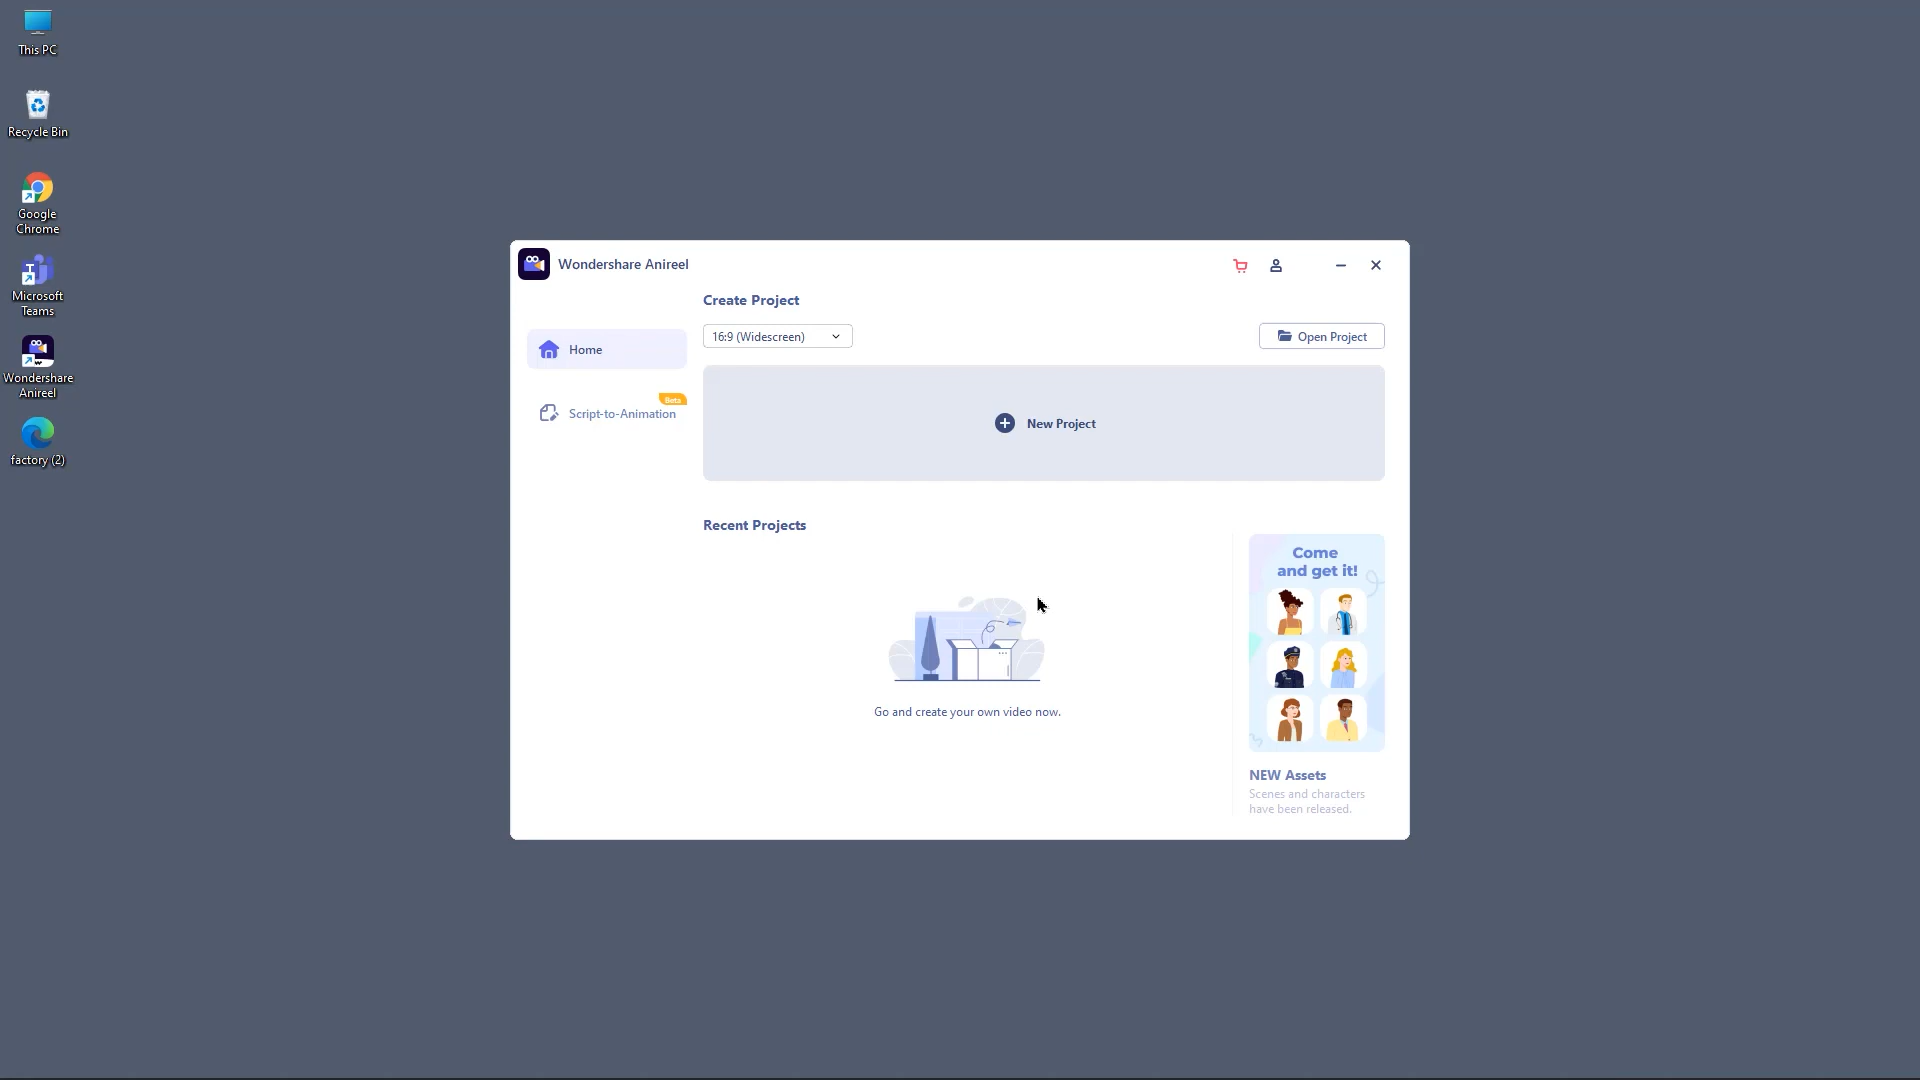 This PC
Recycle Bin
Google
Chrome
Microsoft
Teams
Wondershare
Anireel
factory (2)
Wondershare Anireel
Create Project
16:9 (Widescreen)
Open Project
Home
Beta
Script-to-Animation
New Project
Recent Projects
Go and create your own video now.
Come
and get it!
NEW Assets
Scenes and characters
have been released.